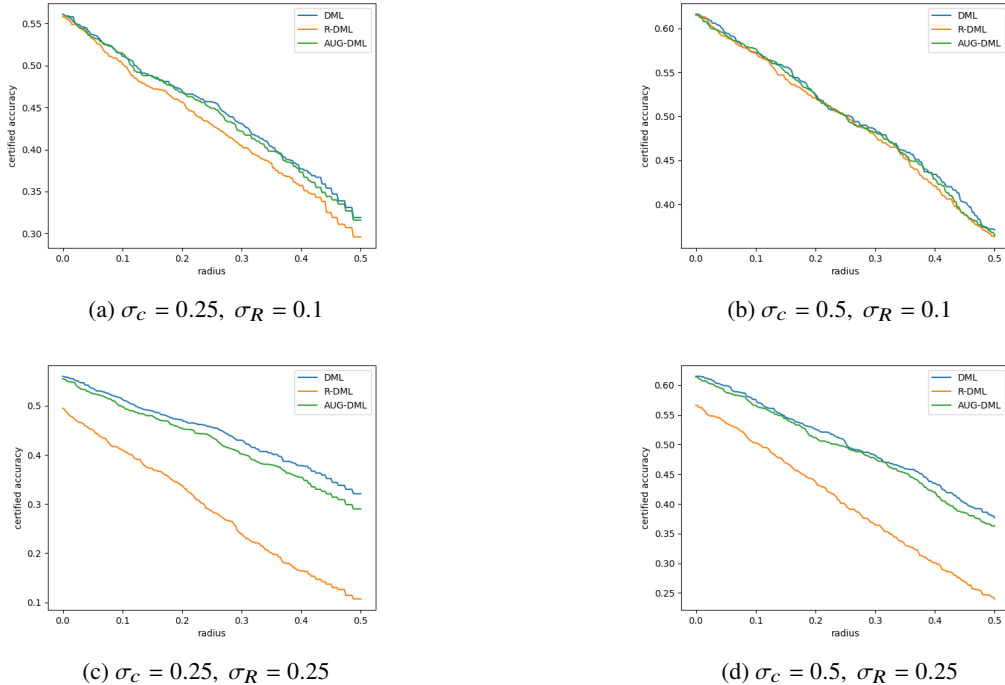 0.55
0.50
0.45
0.40
0.35
0.30
certified accuracy
DML
R-DML
AUG-DML
0.0 0.1 0.2 0.3 0.4 0.5
radius
(a) σc = 0.25, σR = 0.1
0.60
0.55
0.50
0.45
0.40
certified accuracy
DML
R-DML
AUG-DML
0.0 0.1 0.2 0.3 0.4 0.5
radius
(b) σc = 0.5, σR = 0.1
0.5
0.4
0.3
0.2
0.1
certified accuracy
DML
R-DML
AUG-DML
0.0 0.1 0.2 0.3 0.4 0.5
radius
(c) σc = 0.25, σR = 0.25
0.60
0.55
0.50
0.45
0.40
0.35
0.30
0.25
certified accuracy
DML
R-DML
AUG-DML
0.0 0.1 0.2 0.3 0.4 0.5
radius
(d) σc = 0.5, σR = 0.25